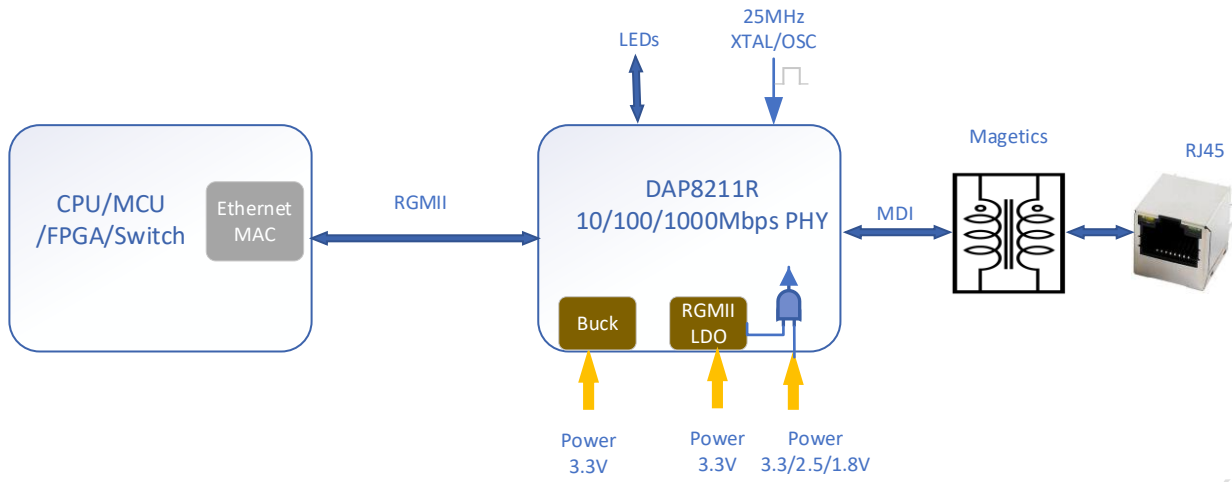 25MHz
XTAL/OSC
LEDs
Magetics
RJ45
CPU/MCU
/FPGA/Switch
Ethernet
MAC
RGMII
DAP8211R
10/100/1000Mbps PHY
MDI
Buck
RGMII
LDO
Power
3.3V
Power
3.3V
Power
3.3/2.5/1.8V